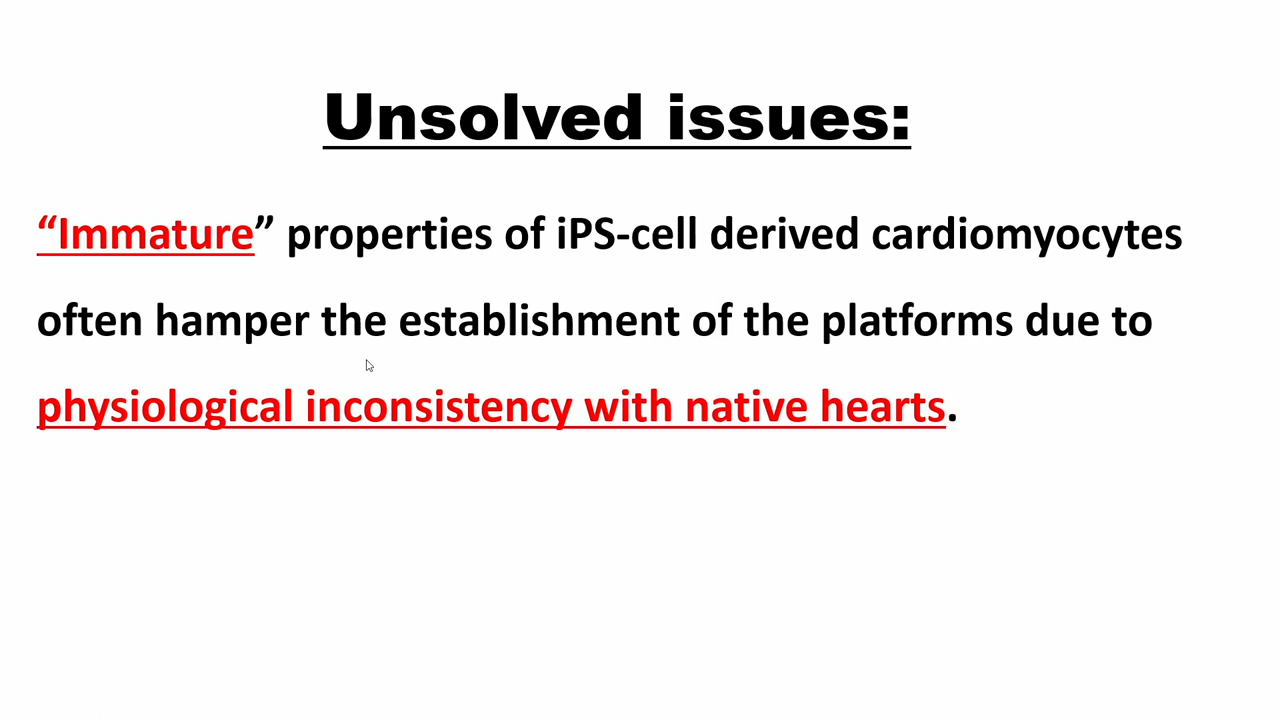 Unsolved issues:
“Immature” properties of iPS-cell derived cardiomyocytes
often hamper the establishment of the platforms due to
physiological inconsistency with native hearts.